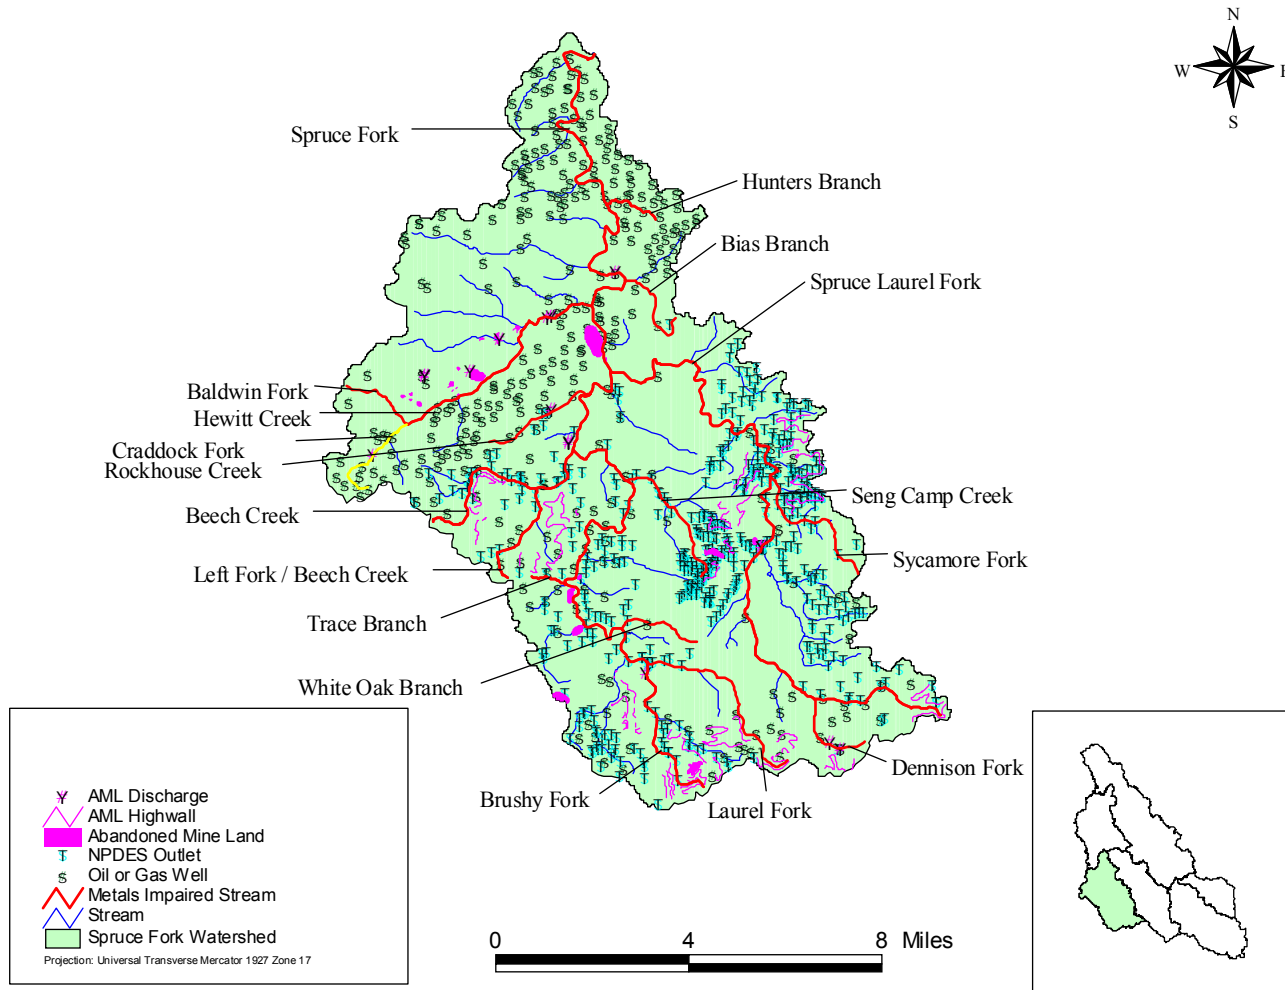 N
W
E
S
Spruce Fork
Hunters Branch
Bias Branch
Spruce Laurel Fork
Baldwin Fork
Hewitt Creek
Craddock Fork
Rockhouse Creek
Beech Creek
Seng Camp Creek
Sycamore Fork
Left Fork / Beech Creek
Trace Branch
White Oak Branch
Dennison Fork
Brushy Fork
Laurel Fork
AML Discharge
AML Highwall
Abandoned Mine Land
NPDES Outlet
Oil or Gas Well
Metals Impaired Stream
Stream
Spruce Fork Watershed
Projection: Universal Transverse Mercator 1927 Zone 17
0 4 8 Miles